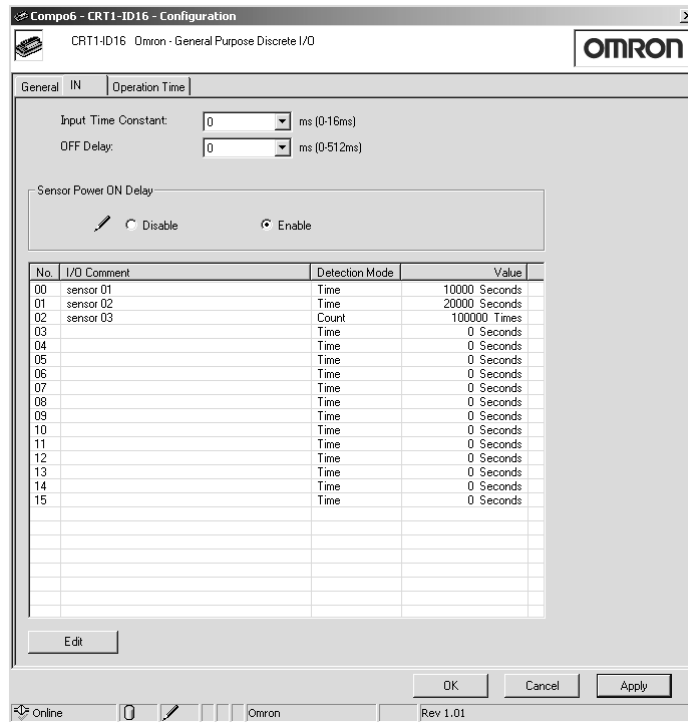 Compo6 - CRT1-ID16 - Configuration
CRT1-ID16 Omron - General Purpose Discrete I/O
OMRON
General IN Operation Time
Input Time Constant: 0 ms (0-16ms)
OFF Delay: 0 ms (0-512ms)
Sensor Power ON Delay
Disable Enable
No. I/O Comment Detection Mode Value
00 sensor 01 Time 10000 Seconds
01 sensor 02 Time 20000 Seconds
02 sensor 03 Count 100000 Times
03 Time 0 Seconds
04 Time 0 Seconds
05 Time 0 Seconds
06 Time 0 Seconds
07 Time 0 Seconds
08 Time 0 Seconds
09 Time 0 Seconds
10 Time 0 Seconds
11 Time 0 Seconds
12 Time 0 Seconds
13 Time 0 Seconds
14 Time 0 Seconds
15 Time 0 Seconds
Edit
OK Cancel Apply
Online Omron Rev 1.01